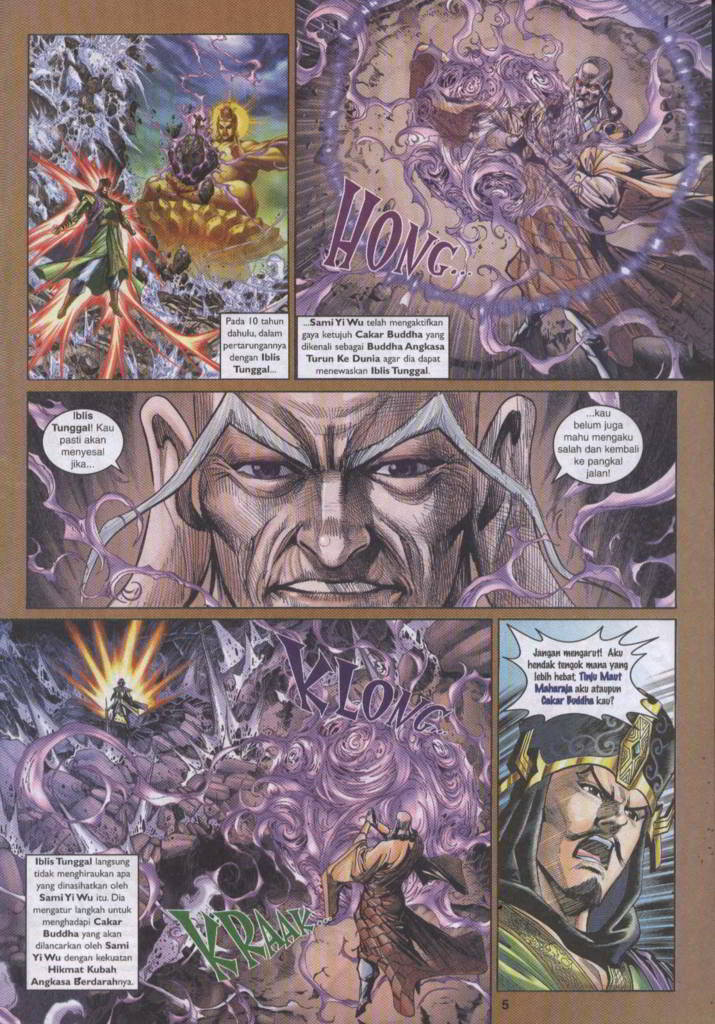 HONG...
Pada 10 tahun
dahulu, dalam
pertarungannya
dengan Iblis
Tunggal...
...Sami Yi Wu telah mengaktifkan
gaya ketujuh Cakar Buddha yang
dikenali sebagai Buddha Angkasa
Turun Ke Dunia agar dia dapat
menewaskan Iblis Tunggal.
Iblis
Tunggal! Kau
pasti akan
menyesal
jika...
...kau
belum juga
mahu mengaku
salah dan kembali
ke pangkal
jalan!
KLONG...
Jangan mengarut! Aku
hendak tengok mana yang
lebih hebat, Tinju Maut
Maharaja aku ataupun
Cakar Buddha kau?
Iblis Tunggal langsung
tidak menghiraukan apa
yang dinasihatkan oleh
Sami Yi Wu itu. Dia
mengatur langkah untuk
menghadapi Cakar
Buddha yang akan
dilancarkan oleh Sami
Yi Wu dengan kekuatan
Hikmat Kubah
Angkasa Berdarahnya.
KRAAK...
5